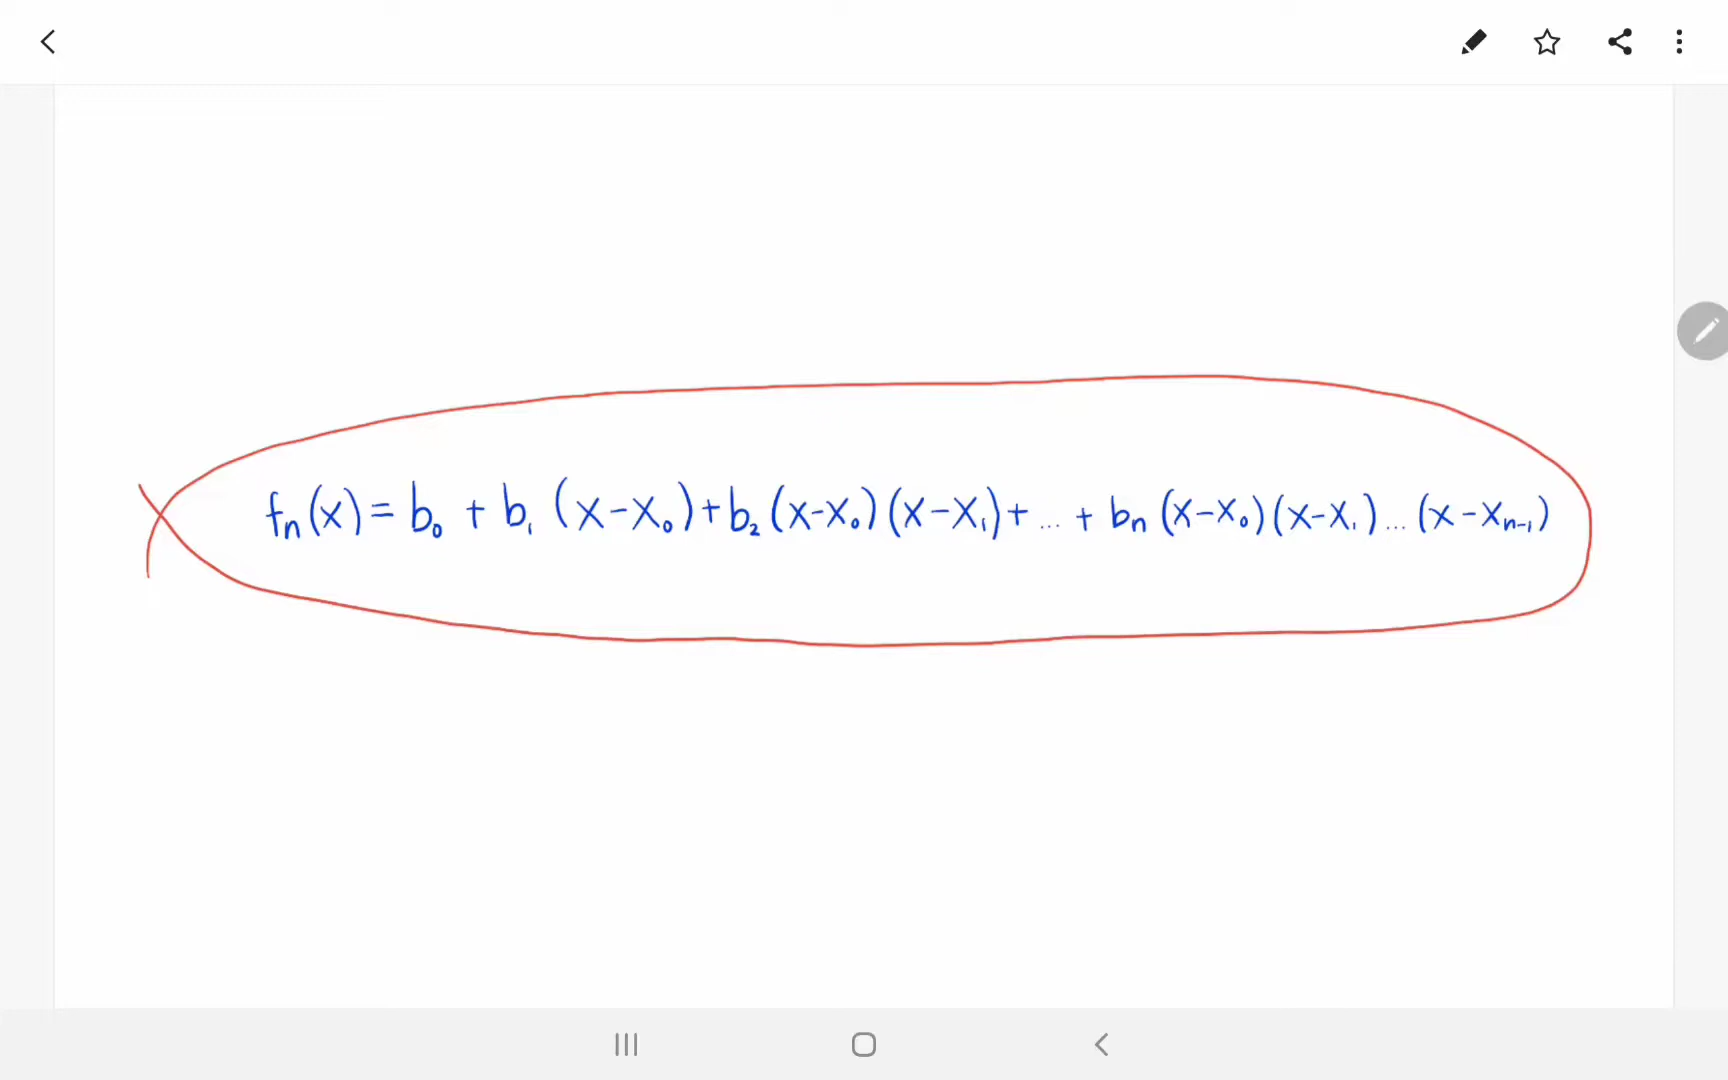 fₙ(x) = b₀ + b₁ (x-x₀) + b₂ (x-x₀) (x-x₁) + ... + bₙ (x-x₀) (x-x₁) ... (x-xₙ₋₁)